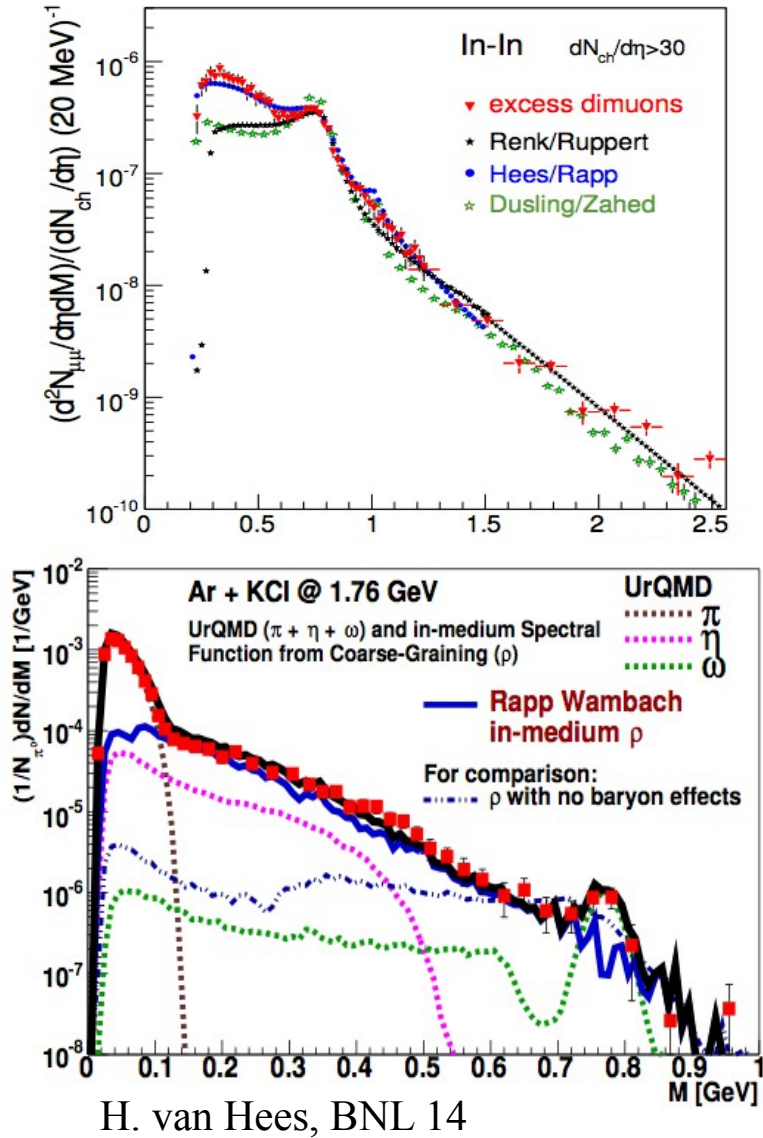 (d²N_μμ/dηdM)/(dN_ch/dη) (20 MeV)⁻¹
10⁻⁶
10⁻⁷
10⁻⁸
10⁻⁹
10⁻¹⁰
In-In dN_ch/dη>30
excess dimuons
Renk/Ruppert
Hees/Rapp
Dusling/Zahed
0 0.5 1 1.5 2 2.5
(1/N_π⁰)dN/dM [1/GeV]
10⁻²
10⁻³
10⁻⁴
10⁻⁵
10⁻⁶
10⁻⁷
10⁻⁸
Ar + KCl @ 1.76 GeV
UrQMD (π + η + ω) and in-medium Spectral
Function from Coarse-Graining (ρ)
UrQMD
π
η
ω
Rapp Wambach
in-medium ρ
For comparison:
ρ with no baryon effects
0 0.1 0.2 0.3 0.4 0.5 0.6 0.7 0.8 0.9 1
M [GeV]
H. van Hees, BNL 14